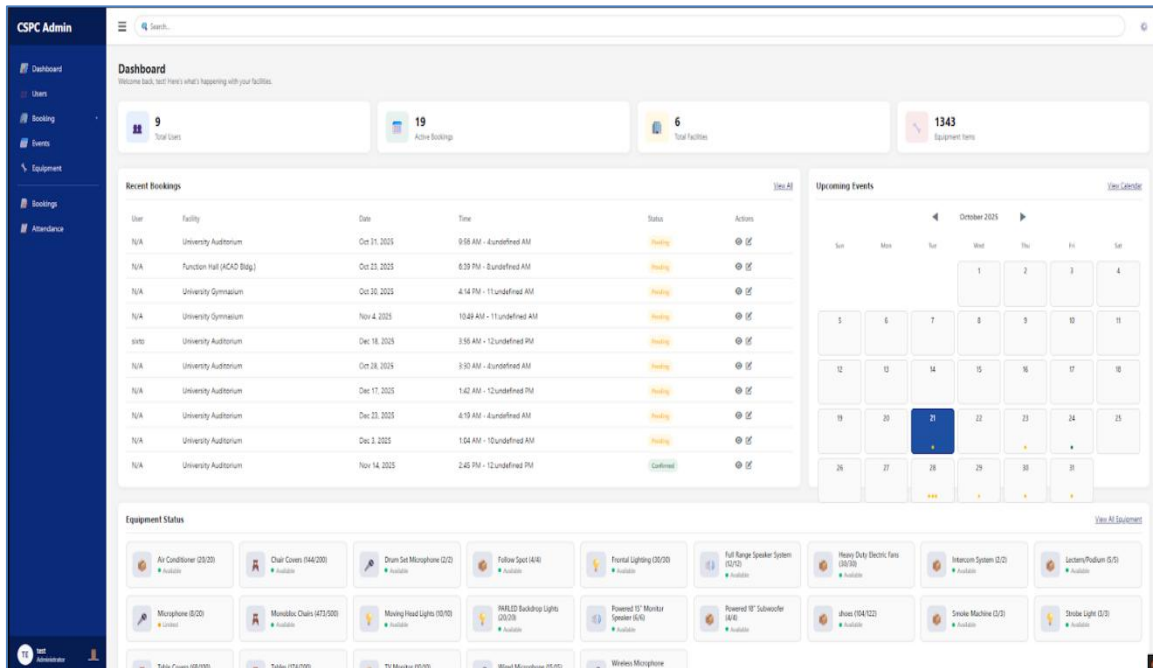 CSPC Admin
Search..
Dashboard
Users
Booking
Events
Equipment
Bookings
Attendance
TE
test
Administrator
Dashboard
Welcome back, test! Here's what's happening with your facilities.
9
Total Users
19
Active Bookings
6
Total Facilities
1343
Equipment Items
Recent Bookings View All
User Facility Date Time Status Actions
N/A University Auditorium Oct 31, 2025 9:56 AM - 4:undefined AM Pending
N/A Function Hall (ACAD Bldg.) Oct 23, 2025 6:39 PM - 8:undefined AM Pending
N/A University Gymnasium Oct 30, 2025 4:14 PM - 11:undefined AM Pending
N/A University Gymnasium Nov 4, 2025 10:49 AM - 11:undefined AM Pending
sixto University Auditorium Dec 18, 2025 3:56 AM - 12:undefined PM Pending
N/A University Auditorium Oct 28, 2025 3:30 AM - 4:undefined AM Pending
N/A University Auditorium Dec 17, 2025 1:42 AM - 12:undefined PM Pending
N/A University Auditorium Dec 23, 2025 4:19 AM - 4:undefined AM Pending
N/A University Auditorium Dec 3, 2025 1:04 AM - 10:undefined AM Pending
N/A University Auditorium Nov 14, 2025 2:45 PM - 12:undefined PM Confirmed
Upcoming Events View Calendar
October 2025
Sun Mon Tue Wed Thu Fri Sat
1 2 3 4
5 6 7 8 9 10 11
12 13 14 15 16 17 18
19 20 21 22 23 24 25
26 27 28 29 30 31
Equipment Status View All Equipment
Air Conditioner (20/20)
Available
Chair Covers (144/200)
Available
Drum Set Microphone (2/2)
Available
Follow Spot (4/4)
Available
Frontal Lighting (30/30)
Available
Full Range Speaker System
(12/12)
Available
Heavy Duty Electric Fans
(30/30)
Available
Intercom System (2/2)
Available
Lectern/Podium (5/5)
Available
Microphone (8/20)
Limited
Monobloc Chairs (473/500)
Available
Moving Head Lights (10/10)
Available
PARLED Backdrop Lights
(20/20)
Available
Powered 15" Monitor
Speaker (6/6)
Available
Powered 18" Subwoofer
(4/4)
Available
shoes (104/122)
Available
Smoke Machine (3/3)
Available
Strobe Light (3/3)
Available
Table Covers
Tables
TV Monitor (10/10)
Wired Microphone (15/15)
Wireless Microphone